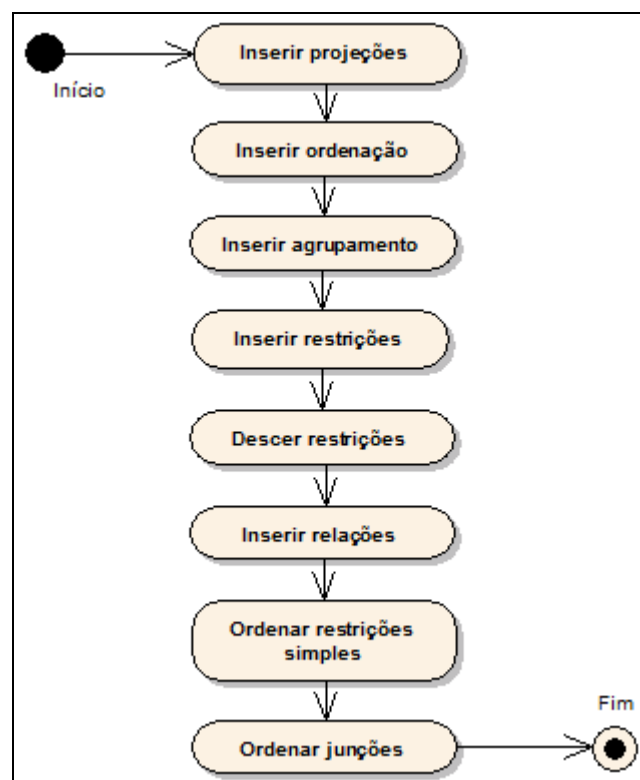 Inserir projeções
Início
Inserir ordenação
Inserir agrupamento
Inserir restrições
Descer restrições
Inserir relações
Ordenar restrições
simples
Ordenar junções
Fim